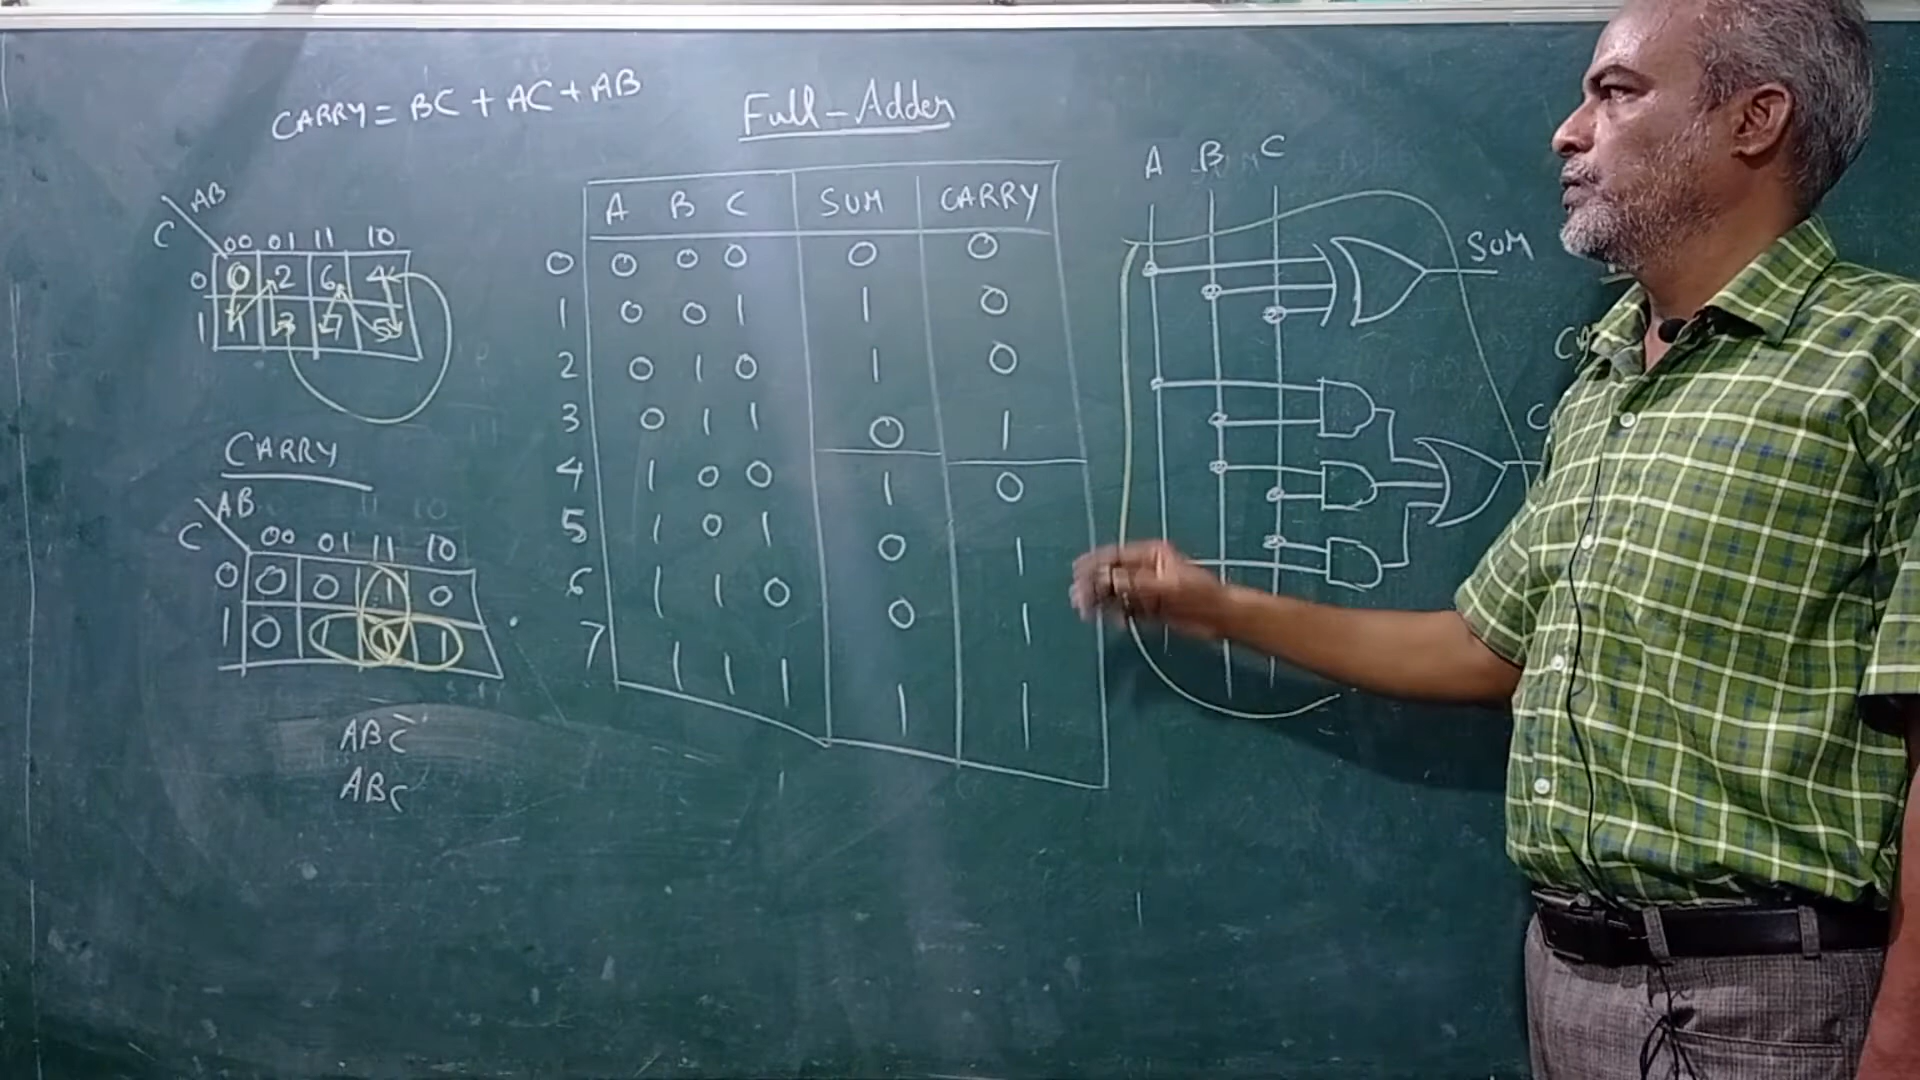 CARRY = BC + AC + AB
Full-Adder
AB
C
00 01 11 10
0 0 2 6 4
1 1 3 7 5
CARRY
AB
C
00 01 11 10
0 0 0 1 0
1 0 1 1 1
ABC̄
ABC
A B C SUM CARRY
0 0 0 0 0 0
1 0 0 1 1 0
2 0 1 0 1 0
3 0 1 1 0 1
4 1 0 0 1 0
5 1 0 1 0 1
6 1 1 0 0 1
7 1 1 1 1 1
A B C
SUM